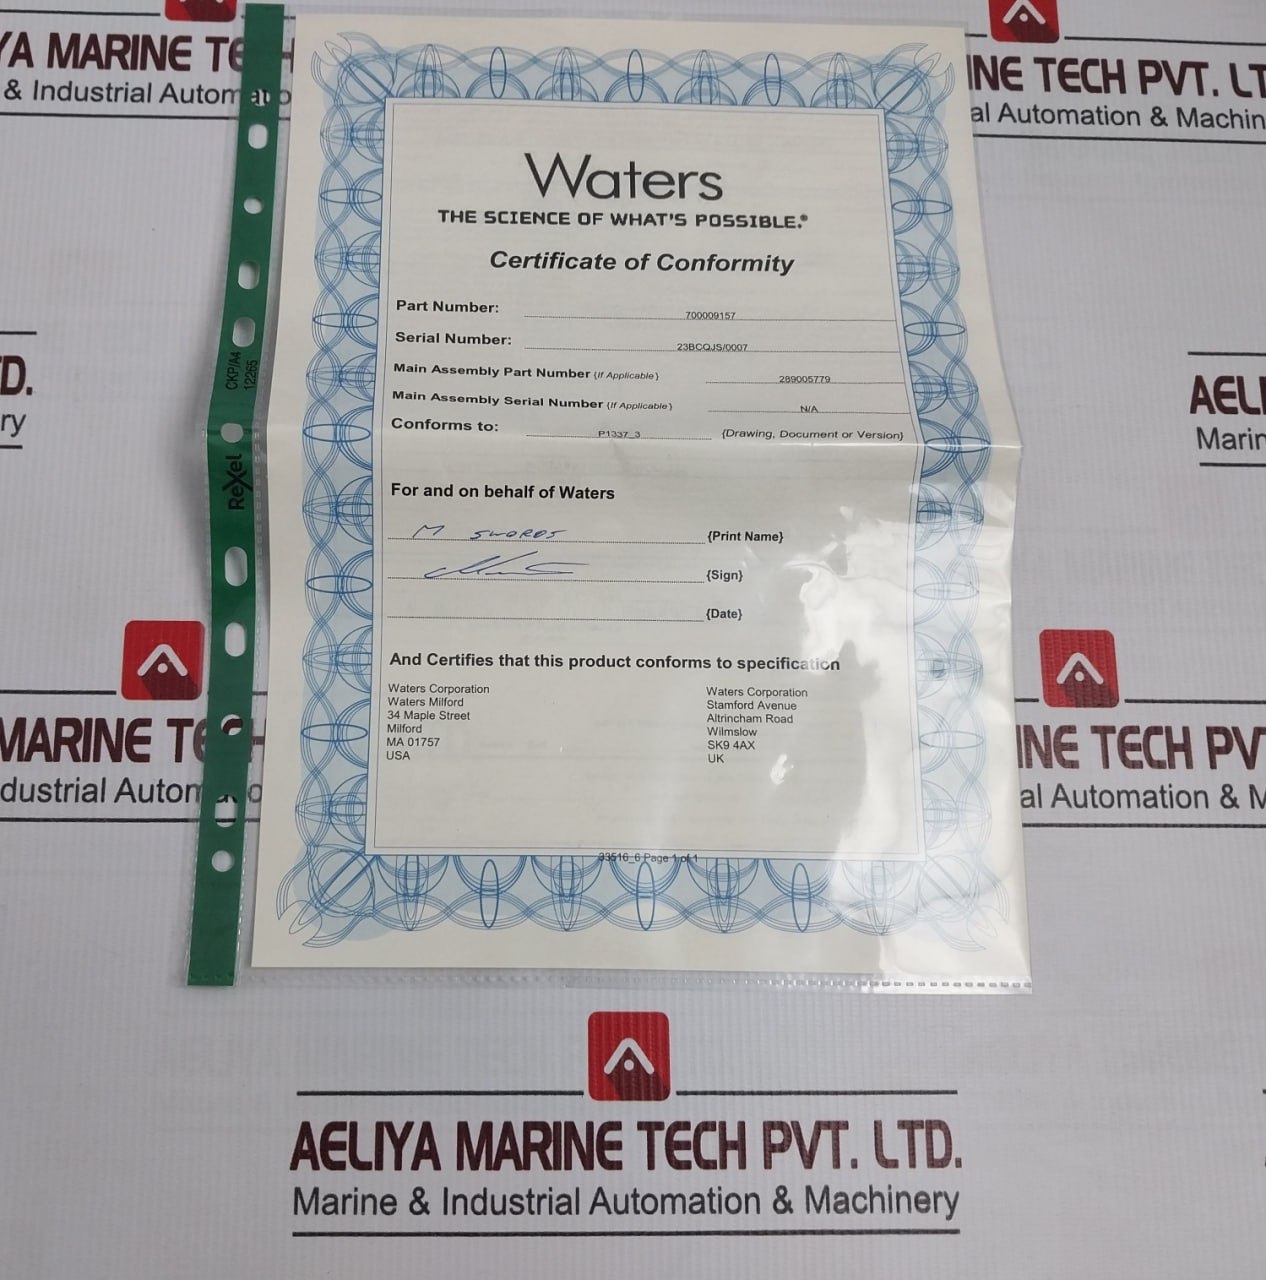 YA MARINE TE
& Industrial Autom
INE TECH PVT. LT
al Automation & Machin
Waters
THE SCIENCE OF WHAT'S POSSIBLE.®
Certificate of Conformity
Part Number: 700009157
Serial Number: 23BCQJS/0007
Main Assembly Part Number {If Applicable} 289005779
Main Assembly Serial Number {If Applicable} N/A
Conforms to: P1337_3 {Drawing, Document or Version}
For and on behalf of Waters
M SWORDS {Print Name}
{Sign}
{Date}
And Certifies that this product conforms to specification
Waters Corporation
Waters Milford
34 Maple Street
Milford
MA 01757
USA
Waters Corporation
Stamford Avenue
Altrincham Road
Wilmslow
SK9 4AX
UK
33516_6 Page 1 of 1
CKP/A4
12265
Rexel
D.
ry
AEL
Marin
MARINE TECH
dustrial Automatio
INE TECH PV
al Automation & M
AELIYA MARINE TECH PVT. LTD.
Marine & Industrial Automation & Machinery